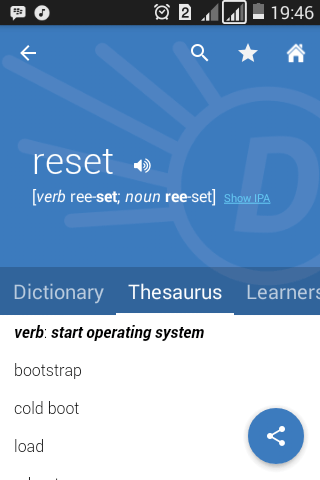 2 19:46
reset
[verb ree-set; noun ree-set] Show IPA
Dictionary Thesaurus Learners
verb: start operating system
bootstrap
cold boot
load